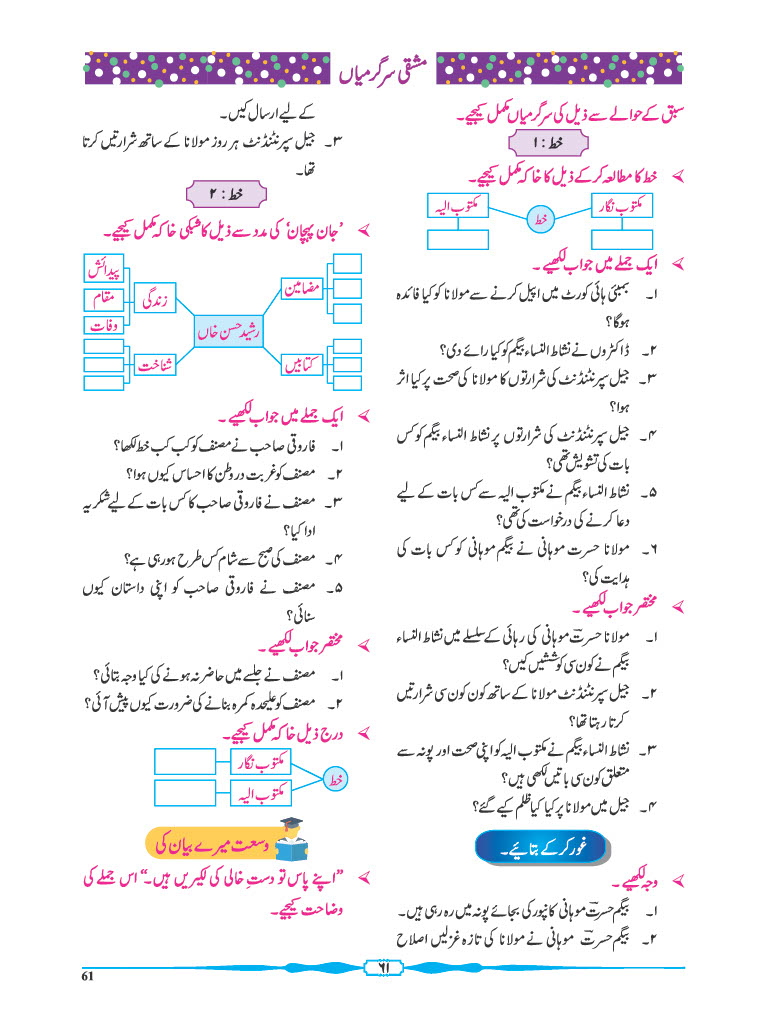 مشقی سرگرمیاں
سبق کے حوالے سے ذیل کی سرگرمیاں مکمل کیجیے۔
خط : ۱
خط کا مطالعہ کرکے ذیل کا خاکہ مکمل کیجیے۔
مکتوب نگار
خط
مکتوب الیہ
ایک جملے میں جواب لکھیے ۔
۱۔ بمبئی ہائی کورٹ میں اپیل کرنے سے مولانا کو کیا فائدہ
ہوگا؟
۲۔ ڈاکٹروں نے نشاط النساء بیگم کو کیا رائے دی؟
۳۔ جیل سپرنٹنڈنٹ کی شرارتوں کا مولانا کی صحت پر کیا اثر
ہوا؟
۴۔ جیل سپرنٹنڈنٹ کی شرارتوں پر نشاط النساء بیگم کو کس
بات کی تشویش تھی؟
۵۔ نشاط النساء بیگم نے مکتوب الیہ سے کس بات کے لیے
دعا کرنے کی درخواست کی تھی؟
۶۔ مولانا حسرت موہانی نے بیگم موہانی کو کس بات کی
ہدایت کی؟
مختصر جواب لکھیے ۔
۱۔ مولانا حسرتؔ موہانی کی رہائی کے سلسلے میں نشاط النساء
بیگم نے کون سی کوششیں کیں؟
۲۔ جیل سپرنٹنڈنٹ مولانا کے ساتھ کون کون سی شرارتیں
کرتا رہتا تھا؟
۳۔ نشاط النساء بیگم نے مکتوب الیہ کو اپنی صحت اور پونہ سے
متعلق کون سی باتیں لکھی ہیں؟
۴۔ جیل میں مولانا پر کیا کیا ظلم کیے گئے؟
غور کرکے بتائیے۔
وجہ لکھیے ۔
۱۔ بیگم حسرتؔ موہانی کانپور کی بجائے پونہ میں رہ رہی ہیں۔
۲۔ بیگم حسرتؔ موہانی نے مولانا کی تازہ غزلیں اصلاح
کے لیے ارسال کیں۔
۳۔ جیل سپرنٹنڈنٹ ہر روز مولانا کے ساتھ شرارتیں کرتا
تھا۔
خط : ۲
’جان پہچان‘ کی مدد سے ذیل کا شبکی خاکہ مکمل کیجیے۔
مضامین
کتابیں
رشید حسن خاں
زندگی
شناخت
پیدائش
مقام
وفات
ایک جملے میں جواب لکھیے ۔
۱۔ فاروقی صاحب نے مصنف کو کب کب خط لکھا؟
۲۔ مصنف کو غربت در وطن کا احساس کیوں ہوا؟
۳۔ مصنف نے فاروقی صاحب کا کس بات کے لیے شکریہ
ادا کیا؟
۴۔ مصنف کی صبح سے شام کس طرح ہو رہی ہے؟
۵۔ مصنف نے فاروقی صاحب کو اپنی داستان کیوں
سنائی؟
مختصر جواب لکھیے ۔
۱۔ مصنف نے جلسے میں حاضر نہ ہونے کی کیا وجہ بتائی؟
۲۔ مصنف کو علیحدہ کمرہ بنانے کی ضرورت کیوں پیش آئی؟
درج ذیل خاکہ مکمل کیجیے۔
خط
مکتوب نگار
مکتوب الیہ
وسعت میرے بیان کی
”اپنے پاس تو دستِ خالی کی لکیریں ہیں۔“ اس جملے کی
وضاحت کیجیے۔
۶۱
61